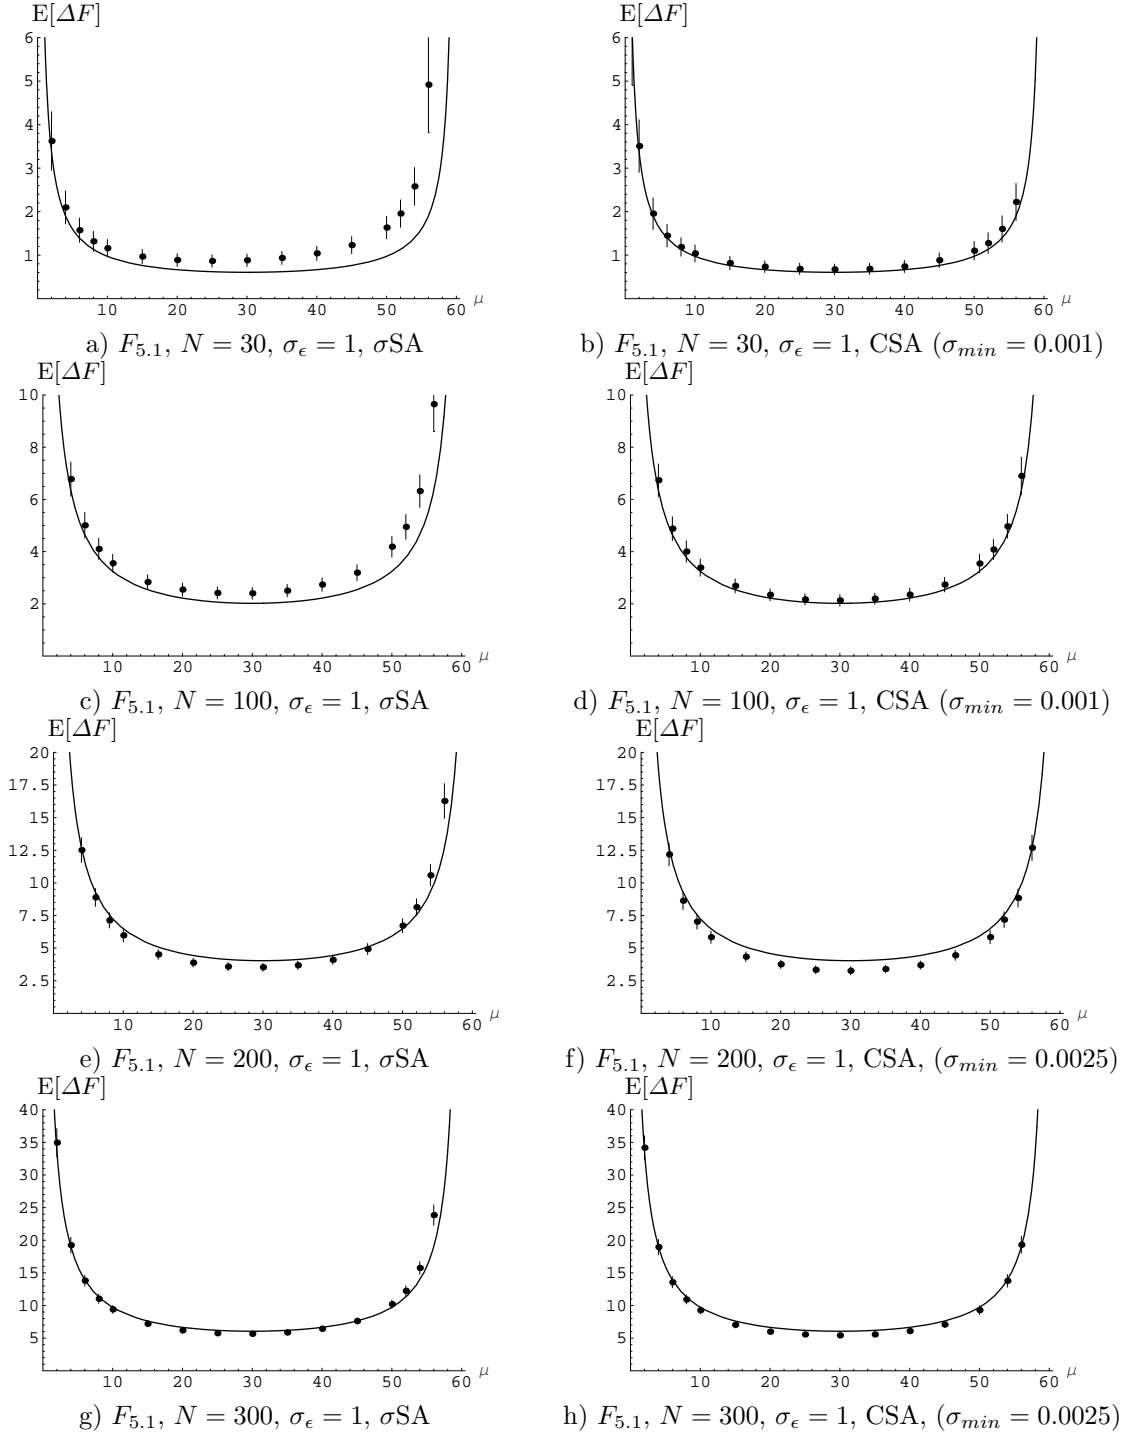 E[ΔF]
6
5
4
3
2
1
10 20 30 40 50 60 μ
a) F5.1, N = 30, σϵ = 1, σSA
6
5
4
3
2
1
10 20 30 40 50 60 μ
b) F5.1, N = 30, σϵ = 1, CSA (σmin = 0.001)
E[ΔF]
10
8
6
4
2
10 20 30 40 50 60 μ
c) F5.1, N = 100, σϵ = 1, σSA
10
8
6
4
2
10 20 30 40 50 60 μ
d) F5.1, N = 100, σϵ = 1, CSA (σmin = 0.001)
E[ΔF]
20
17.5
15
12.5
10
7.5
5
2.5
10 20 30 40 50 60 μ
e) F5.1, N = 200, σϵ = 1, σSA
E[ΔF]
20
17.5
15
12.5
10
7.5
5
2.5
10 20 30 40 50 60 μ
f) F5.1, N = 200, σϵ = 1, CSA, (σmin = 0.0025)
E[ΔF]
40
35
30
25
20
15
10
5
10 20 30 40 50 60 μ
g) F5.1, N = 300, σϵ = 1, σSA
E[ΔF]
40
35
30
25
20
15
10
5
10 20 30 40 50 60 μ
h) F5.1, N = 300, σϵ = 1, CSA, (σmin = 0.0025)